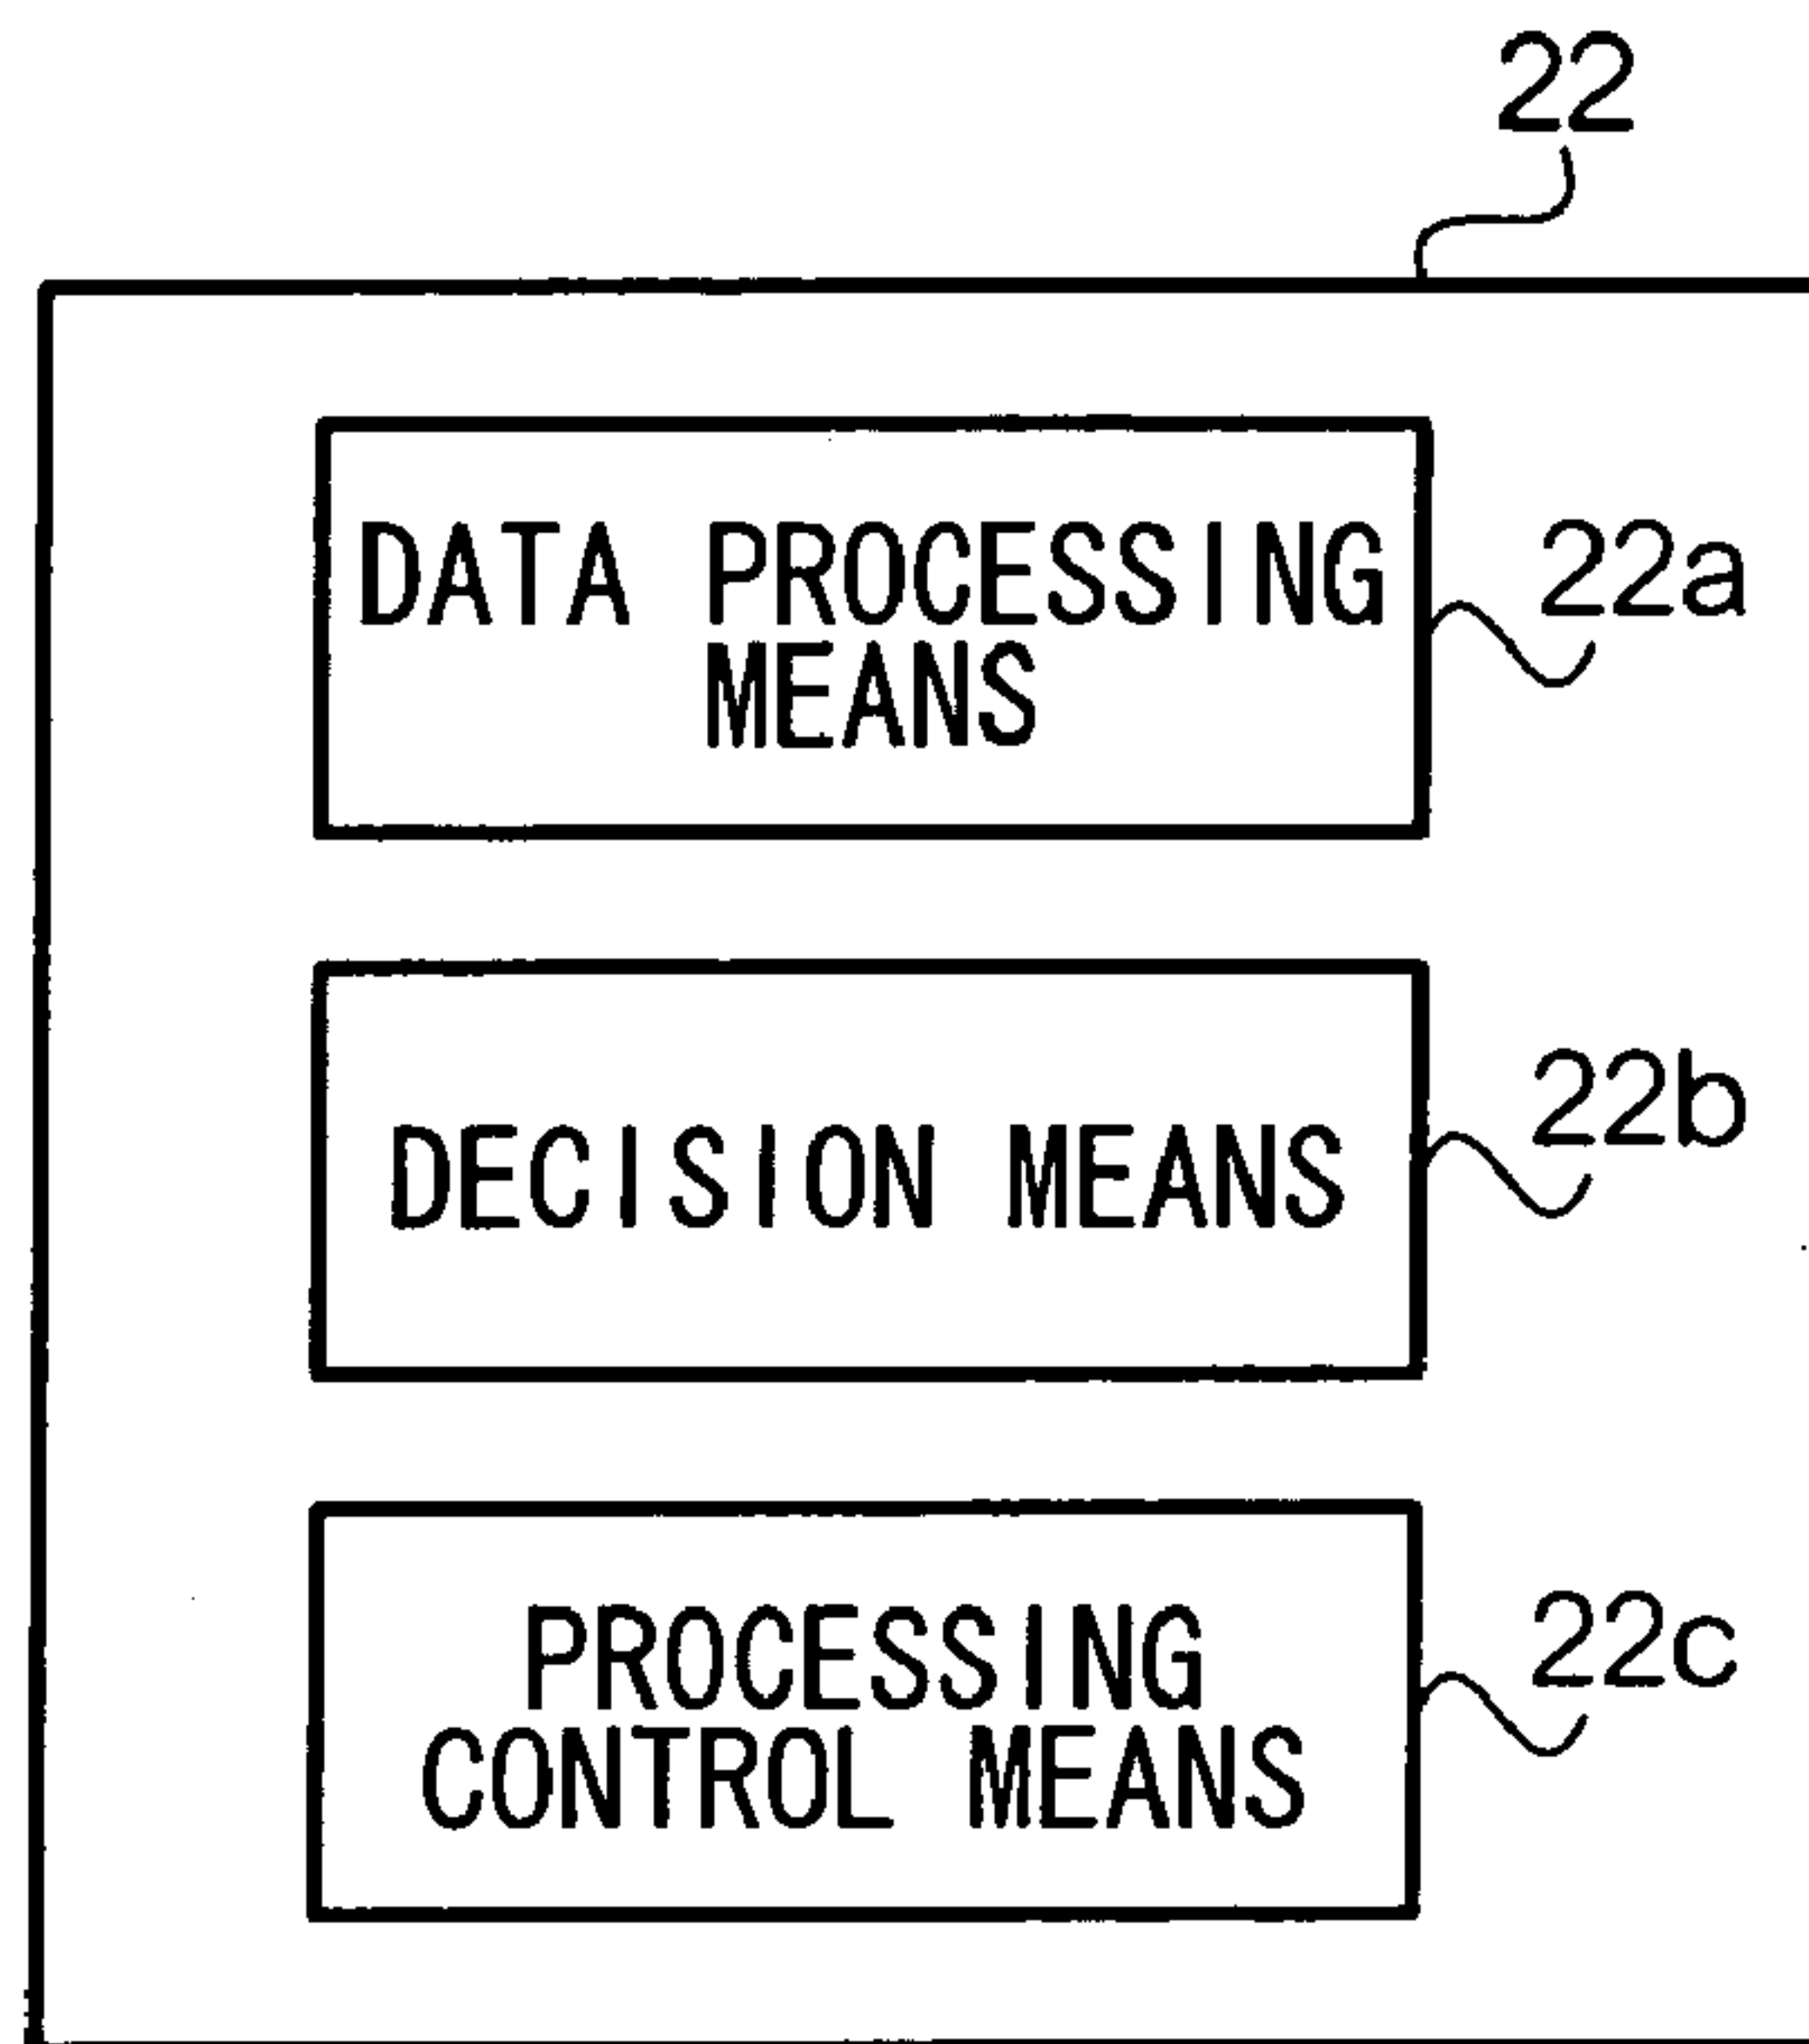 22
DATA PROCESSING
MEANS
22a
DECISION MEANS
22b
PROCESSING
CONTROL MEANS
22c